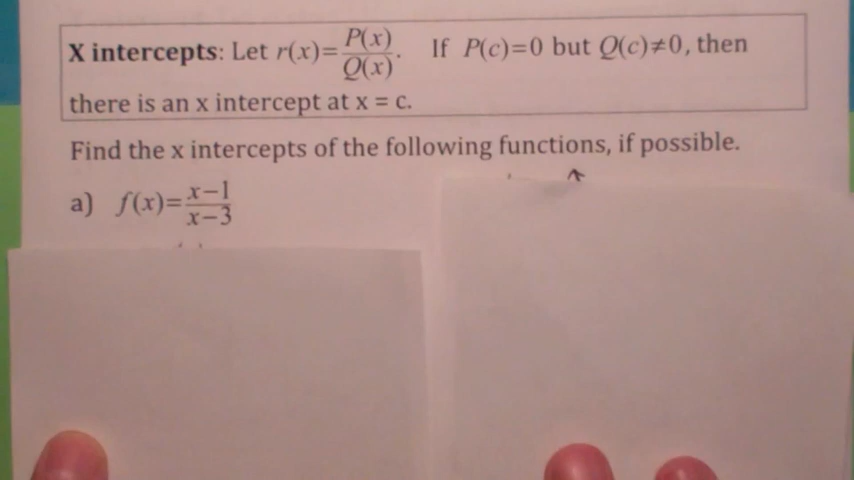 X intercepts: Let r(x)=P(x)/Q(x). If P(c)=0 but Q(c)≠0, then
there is an x intercept at x = c.
Find the x intercepts of the following functions, if possible.
a) f(x)=x−1/x−3